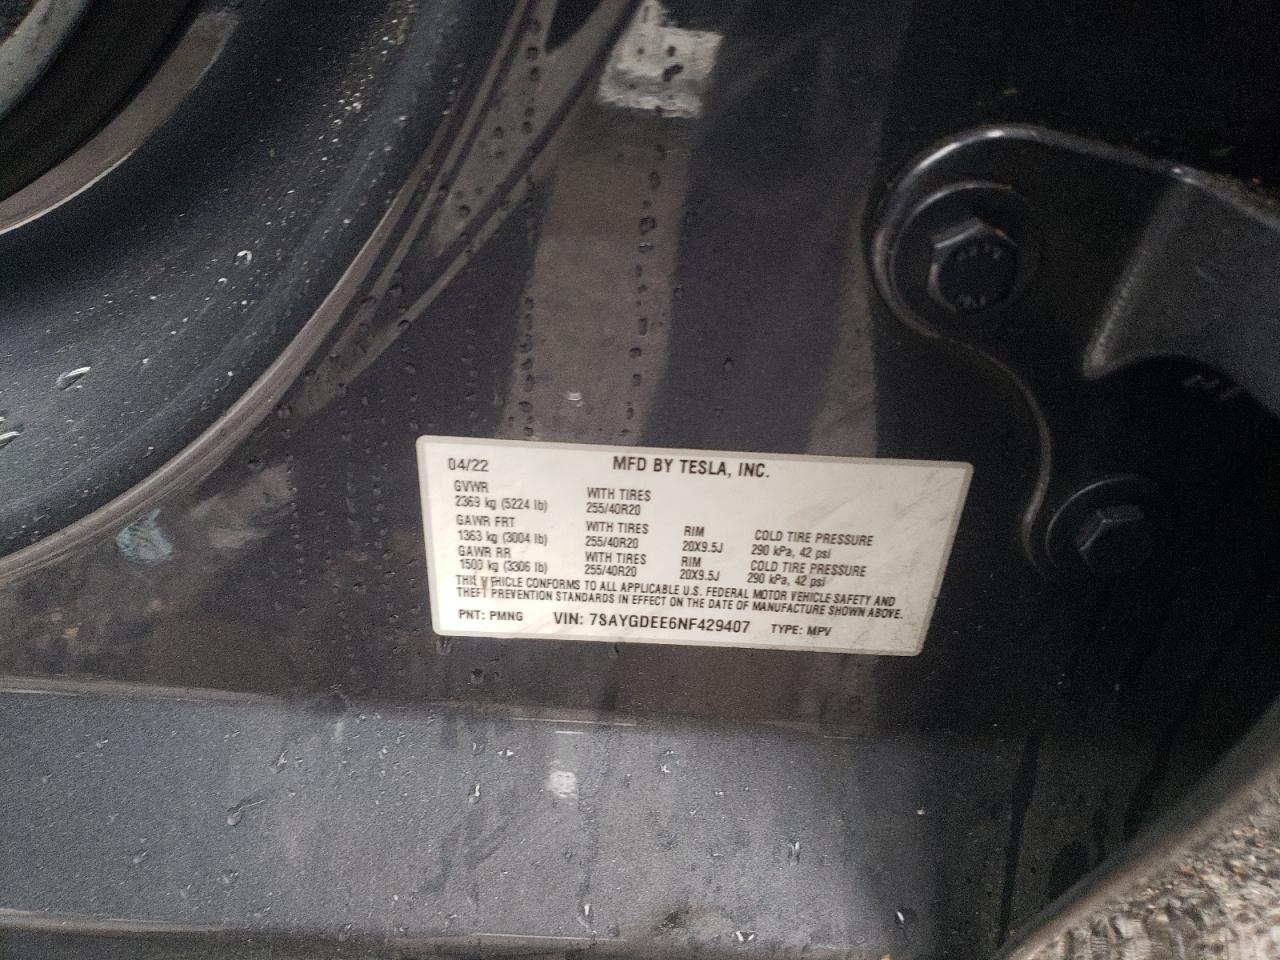 04/22 MFD BY TESLA, INC.
GVWR
2369 kg (5224 lb) WITH TIRES 255/40R20
GAWR FRT
1363 kg (3004 lb) WITH TIRES 255/40R20 RIM 20X9.5J COLD TIRE PRESSURE 290 kPa, 42 psi
GAWR RR
1500 kg (3306 lb) WITH TIRES 255/40R20 RIM 20X9.5J COLD TIRE PRESSURE 290 kPa, 42 psi
THIS VEHICLE CONFORMS TO ALL APPLICABLE U.S. FEDERAL MOTOR VEHICLE SAFETY AND
THEFT PREVENTION STANDARDS IN EFFECT ON THE DATE OF MANUFACTURE SHOWN ABOVE.
PNT: PMNG VIN: 7SAYGDEE6NF429407 TYPE: MPV